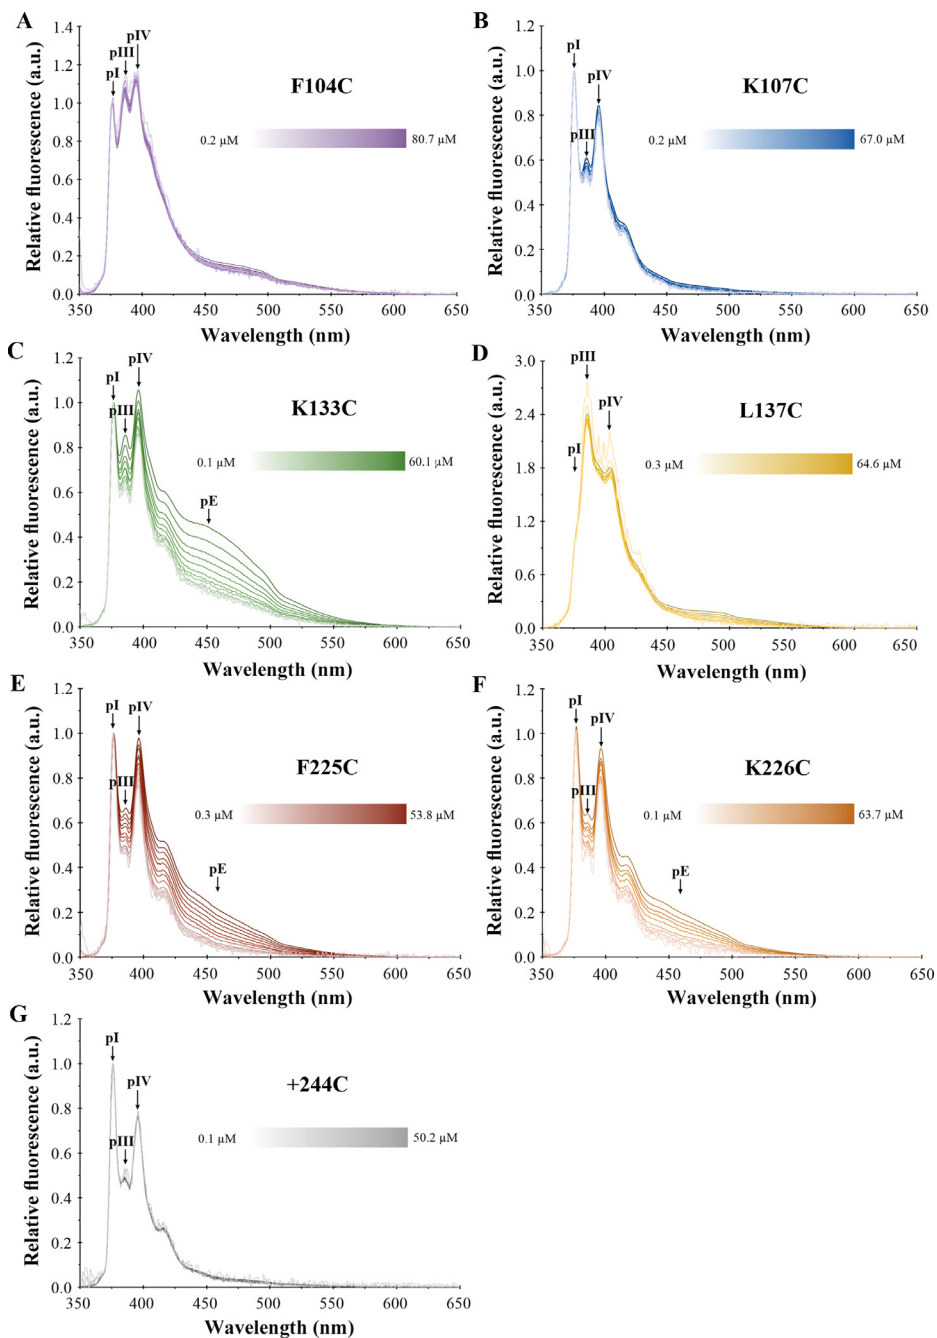 A
1.4
1.2
1.0
0.8
0.6
0.4
0.2
0.0
Relative fluorescence (a.u.)
pI
pIII
pIV
F104C
0.2 µM
80.7 µM
350 400 450 500 550 600 650
Wavelength (nm)
B
1.2
1.0
0.8
0.6
0.4
0.2
0.0
Relative fluorescence (a.u.)
pI
pIV
pIII
K107C
0.2 µM
67.0 µM
350 400 450 500 550 600 650
Wavelength (nm)
C
1.2
1.0
0.8
0.6
0.4
0.2
0.0
Relative fluorescence (a.u.)
pIV
pI
pIII
K133C
0.1 µM
60.1 µM
pE
350 400 450 500 550 600 650
Wavelength (nm)
D
3.0
2.4
1.8
1.2
0.6
0.0
Relative fluorescence (a.u.)
pIII
pIV
pI
L137C
0.3 µM
64.6 µM
350 400 450 500 550 600 650
Wavelength (nm)
E
1.2
1.0
0.8
0.6
0.4
0.2
0.0
Relative fluorescence (a.u.)
pI
pIV
pIII
F225C
0.3 µM
53.8 µM
pE
350 400 450 500 550 600 650
Wavelength (nm)
F
1.2
1.0
0.8
0.6
0.4
0.2
0.0
Relative fluorescence (a.u.)
pI
pIV
pIII
K226C
0.1 µM
63.7 µM
pE
350 400 450 500 550 600 650
Wavelength (nm)
G
1.2
1.0
0.8
0.6
0.4
0.2
0.0
Relative fluorescence (a.u.)
pI
pIV
pIII
+244C
0.1 µM
50.2 µM
350 400 450 500 550 600 650
Wavelength (nm)